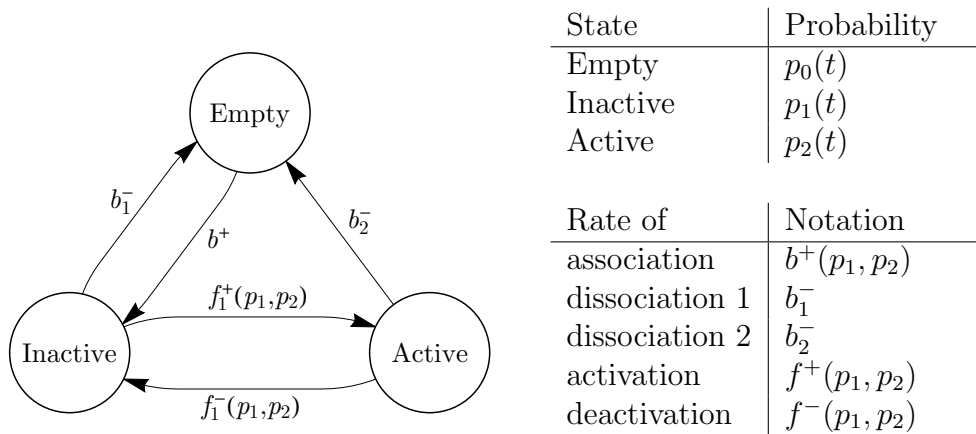 Empty
b₁⁻
b⁺
b₂⁻
f₁⁺(p₁,p₂)
Inactive
Active
f₁⁻(p₁,p₂)
State Probability
Empty p₀(t)
Inactive p₁(t)
Active p₂(t)
Rate of Notation
association b⁺(p₁, p₂)
dissociation 1 b₁⁻
dissociation 2 b₂⁻
activation f⁺(p₁, p₂)
deactivation f⁻(p₁, p₂)